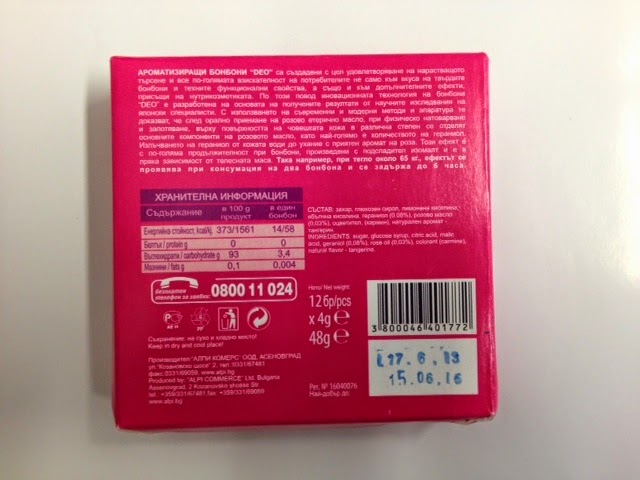 АРОМАТИЗИРАЩИ БОНБОНИ "DEO" са създадени с цел удовлетворяване на нарастващото
търсене и все по-голямата взискателност на потребителите не само към вкуса на твърдите
бонбони и техните функционални свойства, а също и към допълнителните ефекти,
присъщи на нутрикозметиката. По този повод иновационната технология на бонбони
"DEO" е разработена на основата на получените резултати от научните изследвания на
японски специалисти. С използването на съвременни и модерни методи и апаратура те
доказват, че след орално приемане на розово етерично масло, при физическо натоварване
и запотяване, върху повърхността на човешката кожа в различна степен се отделят
основните компоненти на розовото масло, като най-голямо е количеството на гераниол.
Излъчването на гераниол от кожата води до ухание с приятен аромат на роза. Този ефект е
с по-голяма продължителност при бонбони, произведени с подсладител изомалт и е в
пряка зависимост от телесната маса. Така например, при тегло около 65 кг, ефектът се
проявява при консумация на два бонбона и се задържа до 6 часа.
ХРАНИТЕЛНА ИНФОРМАЦИЯ
Съдържание в 100 g продукт в един бонбон
Енергийна стойност, kcal/kj 373/1561 14/58
Белтък / protein g 0 0
Въглехидрати / carbohydrate g 93 3,4
Мазнини / fats g 0,1 0,004
СЪСТАВ: захар, глюкозен сироп, лимонена киселина,
ябълчна киселина, гераниол (0.08%), розово масло
(0.03%), оцветител, (кармин), натурален аромат -
тангерин.
INGREDIENTS: sugar, glucose syrup, citric acid, malic
acid, geraniol (0,08%), rose oil (0,03%), colorant (carmine),
natural flavor - tangerine.
безплатен
телефон за заявки: 0800 11 024
Нето/ Net weight:
12 бр/pcs
x 4g e
48g e
3 800046 401772
PP
Съхранение: на сухо и хладно място!
Keep in dry and cool place!
Производител: "АЛПИ КОМЕРС" ООД, АСЕНОВГРАД
ул "Козановско шосе" 2, тел. 0331/67481
факс: 0331/69059, www.alpi.bg
Produced by: "ALPI COMMERCE" Ltd. Bulgaria
Assenovgrad, 2 Kozanovsko shosse Str.
tel.: +359/331/67481,fax +359/331/69059
www.alpi.bg
Рег. № 16040076
Най-добър до:
15.06.16